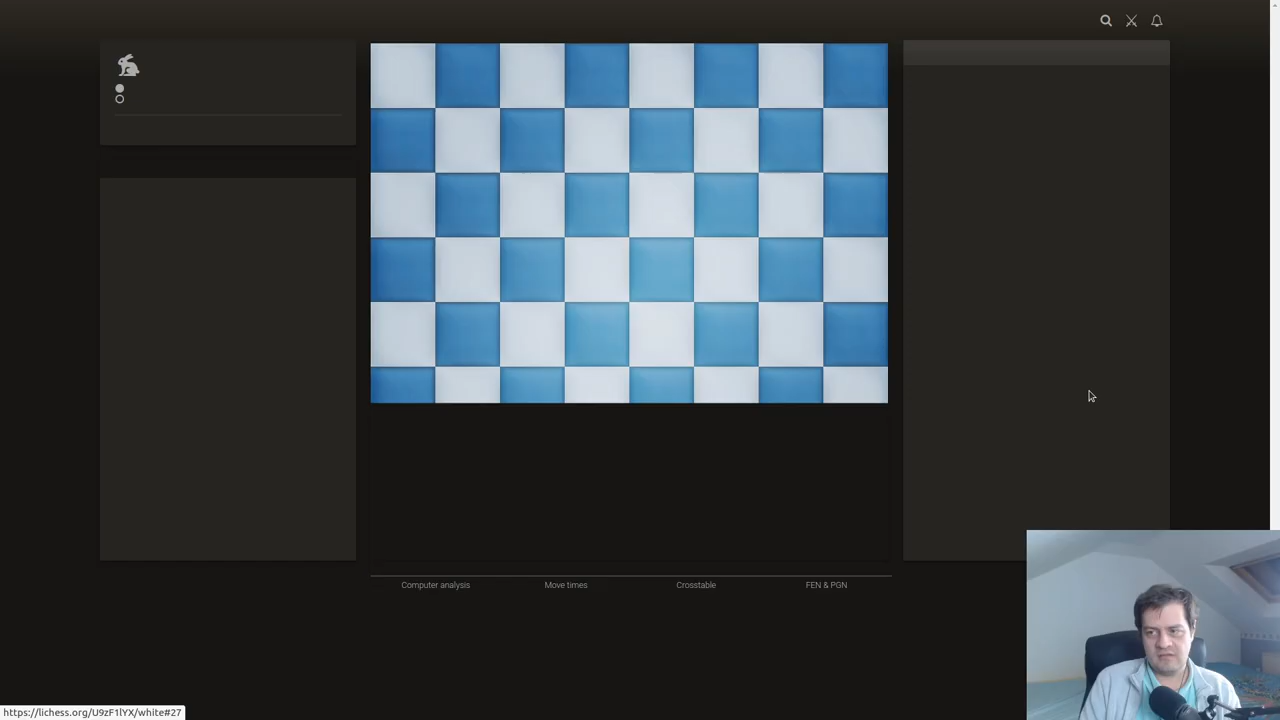 Computer analysis
Move times
Crosstable
FEN & PGN
https://lichess.org/U9zF1lYX/white#27